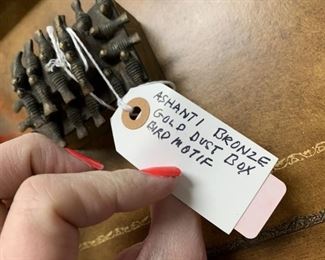 ASHANTI BRONZE
GOLD DUST BOX
BIRD MOTIF